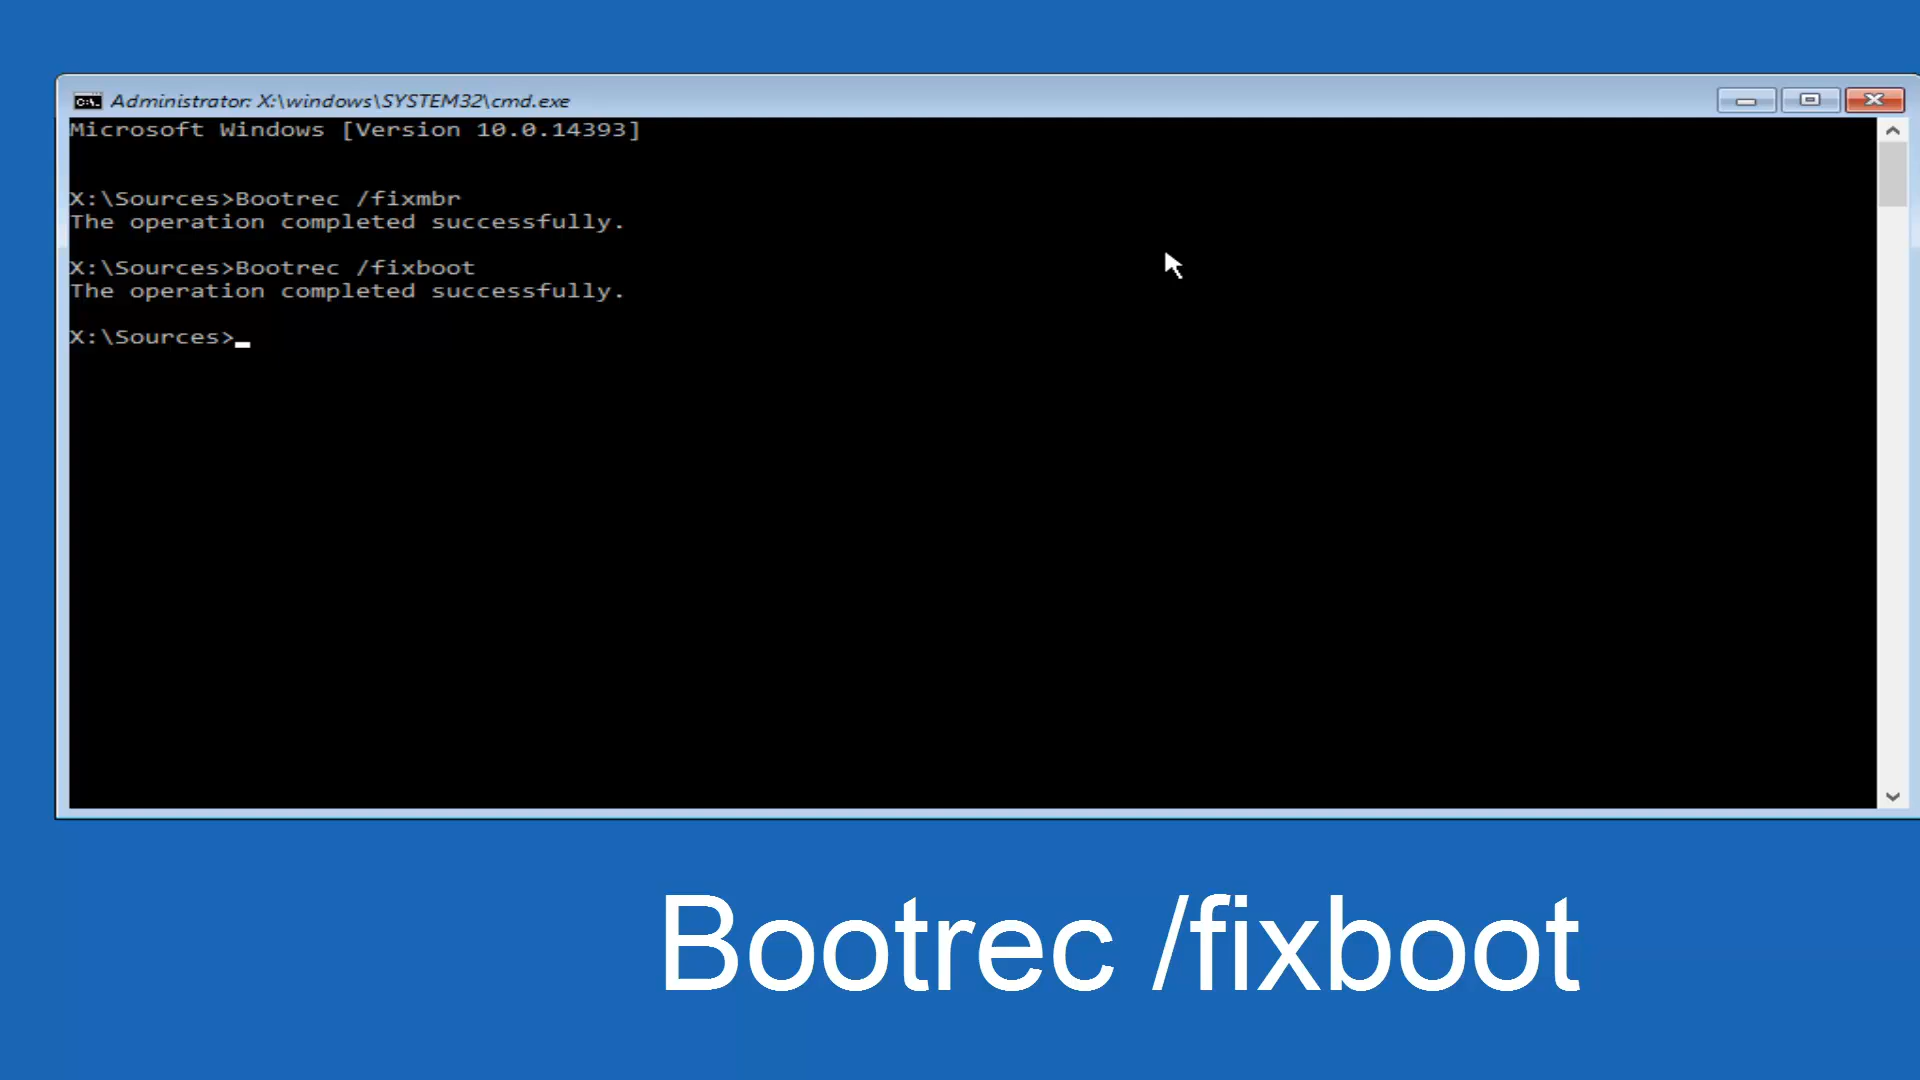 Administrator: X:\windows\SYSTEM32\cmd.exe
Microsoft Windows [Version 10.0.14393]
X:\Sources>Bootrec /fixmbr
The operation completed successfully.
X:\Sources>Bootrec /fixboot
The operation completed successfully.
X:\Sources>
Bootrec /fixboot